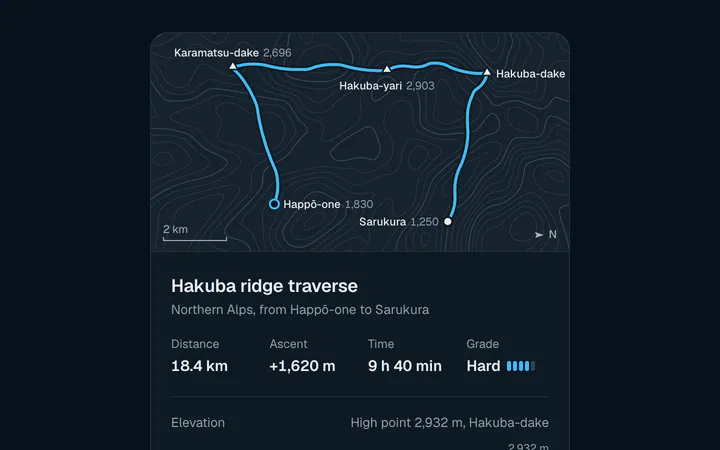 Karamatsu-dake 2,696
Hakuba-yari 2,903
Hakuba-dake
Happō-one 1,830
Sarukura 1,250
2 km
N
Hakuba ridge traverse
Northern Alps, from Happō-one to Sarukura
Distance Ascent Time Grade
18.4 km +1,620 m 9 h 40 min Hard
Elevation High point 2,932 m, Hakuba-dake
2,932 m